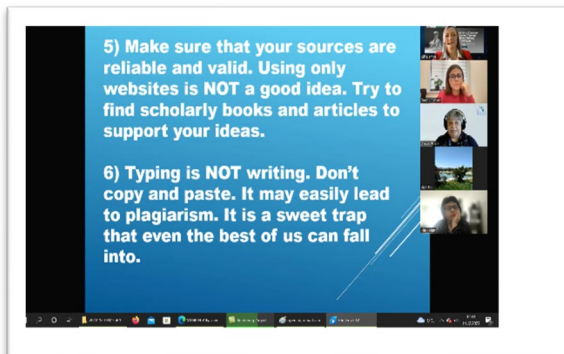 5) Make sure that your sources are
reliable and valid. Using only
websites is NOT a good idea. Try to
find scholarly books and articles to
support your ideas.
6) Typing is NOT writing. Don't
copy and paste. It may easily lead
to plagiarism. It is a sweet trap
that even the best of us can fall
into.